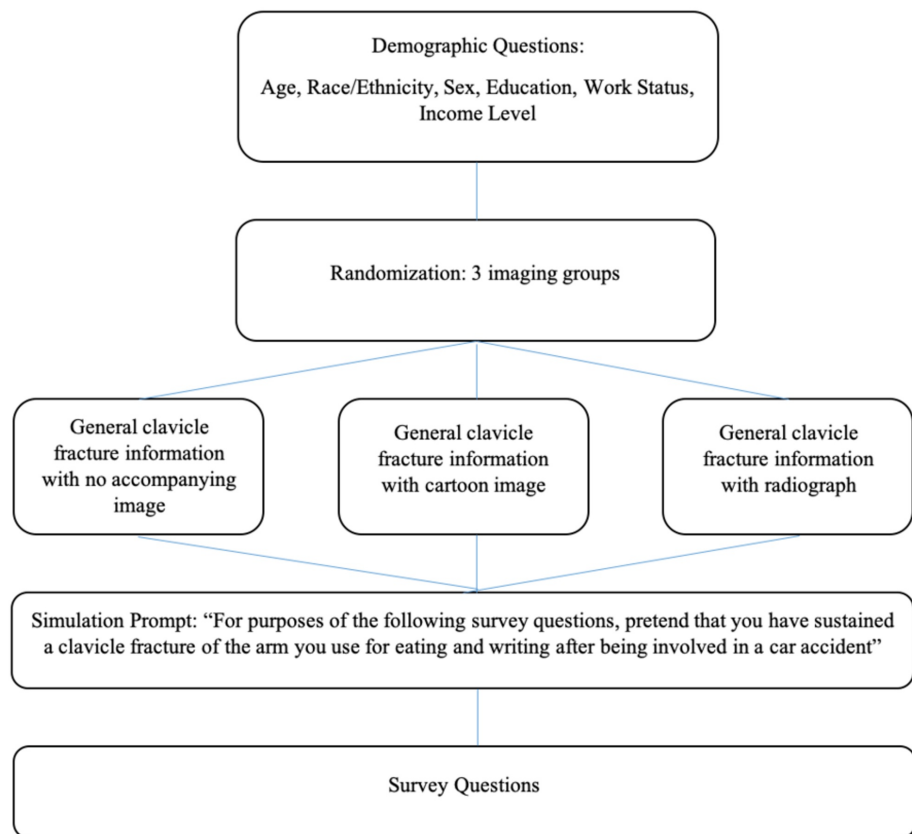 Demographic Questions:
Age, Race/Ethnicity, Sex, Education, Work Status,
Income Level
Randomization: 3 imaging groups
General clavicle
fracture information
with no accompanying
image
General clavicle
fracture information
with cartoon image
General clavicle
fracture information
with radiograph
Simulation Prompt: “For purposes of the following survey questions, pretend that you have sustained
a clavicle fracture of the arm you use for eating and writing after being involved in a car accident”
Survey Questions